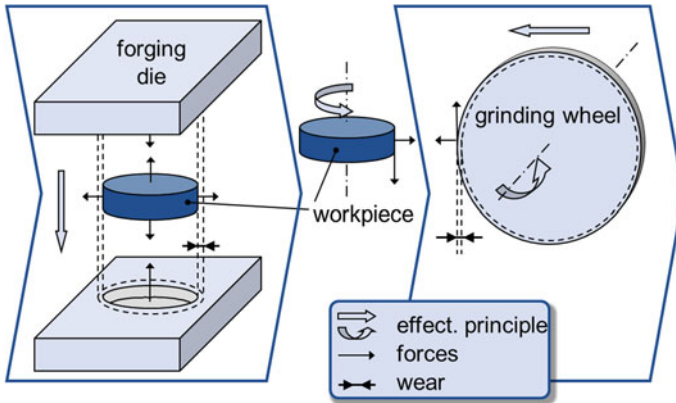 forging
die
grinding wheel
workpiece
effect. principle
forces
wear